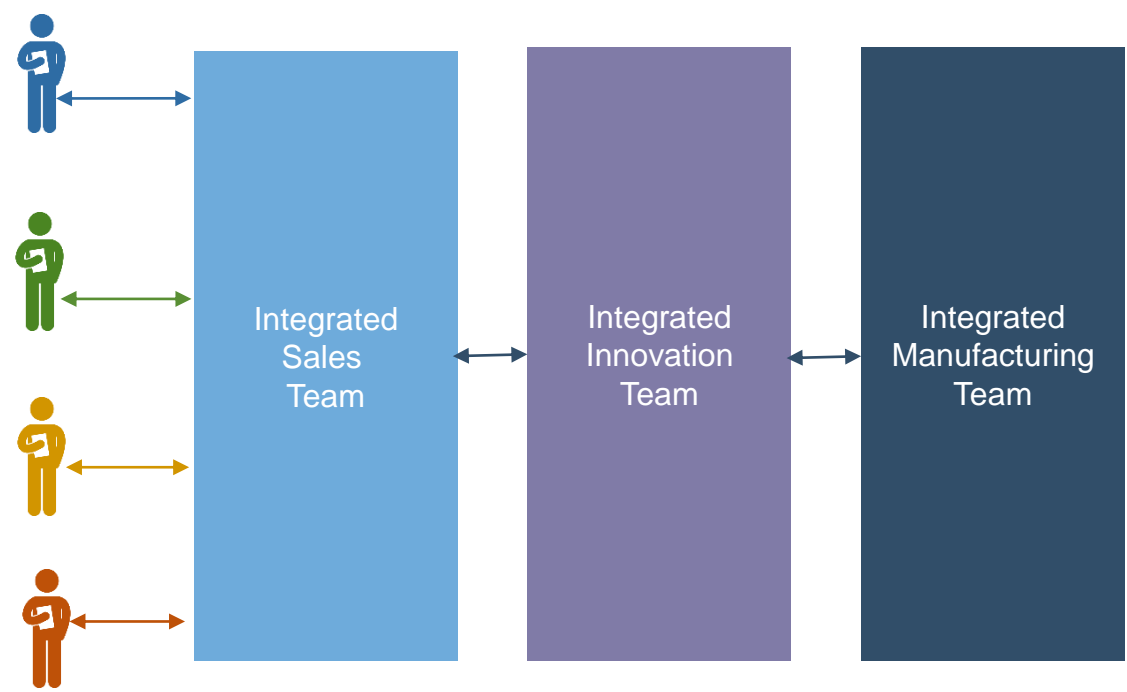 Integrated
Sales
Team
Integrated
Innovation
Team
Integrated
Manufacturing
Team